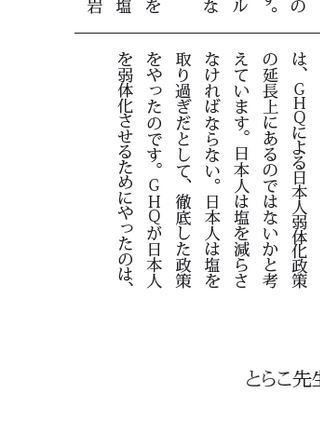 の
す。
ル
な
を
塩
岩
は、GHQによる日本人弱体化政策
の延長上にあるのではないかと考
えています。日本人は塩を減らさ
なければならない。日本人は塩を
取り過ぎだとして、徹底した政策
をやったのです。GHQが日本人
を弱体化させるためにやったのは、
とらこ先生